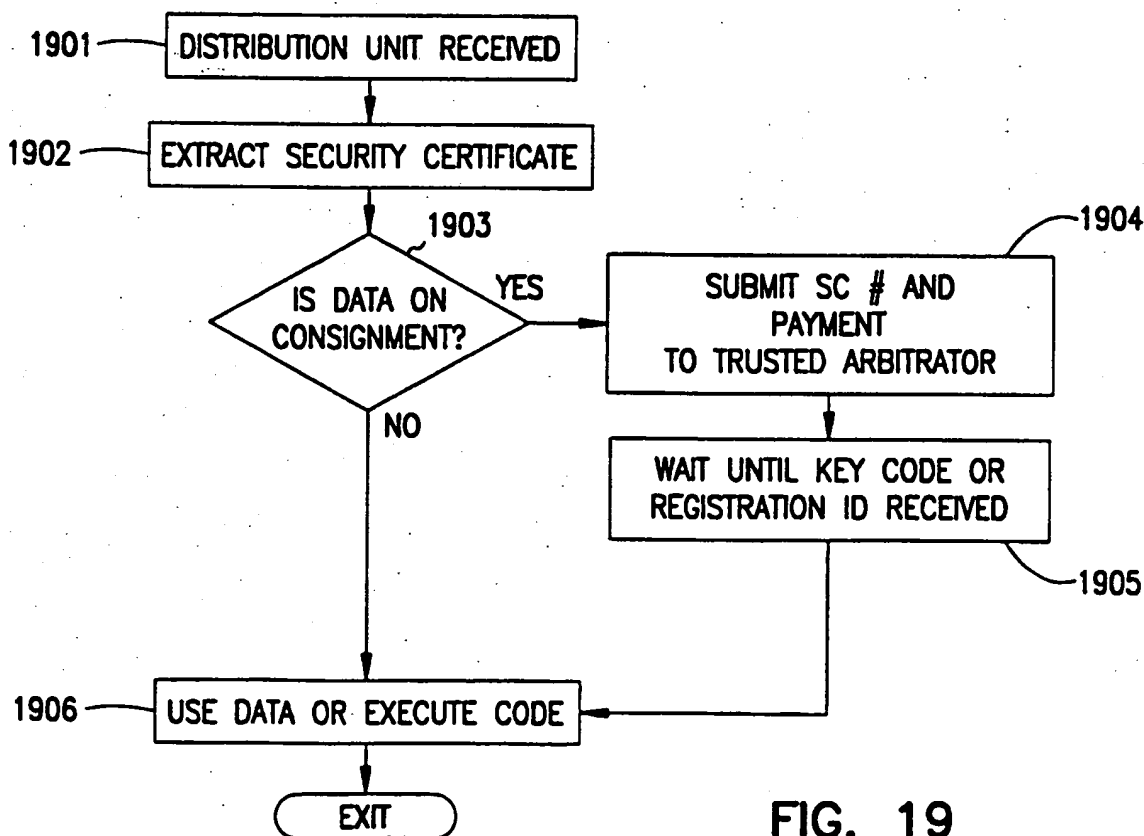 1901
DISTRIBUTION UNIT RECEIVED
1902
EXTRACT SECURITY CERTIFICATE
1903
IS DATA ON
CONSIGNMENT?
YES
NO
1904
SUBMIT SC # AND
PAYMENT
TO TRUSTED ARBITRATOR
WAIT UNTIL KEY CODE OR
REGISTRATION ID RECEIVED
1905
1906
USE DATA OR EXECUTE CODE
EXIT
FIG. 19